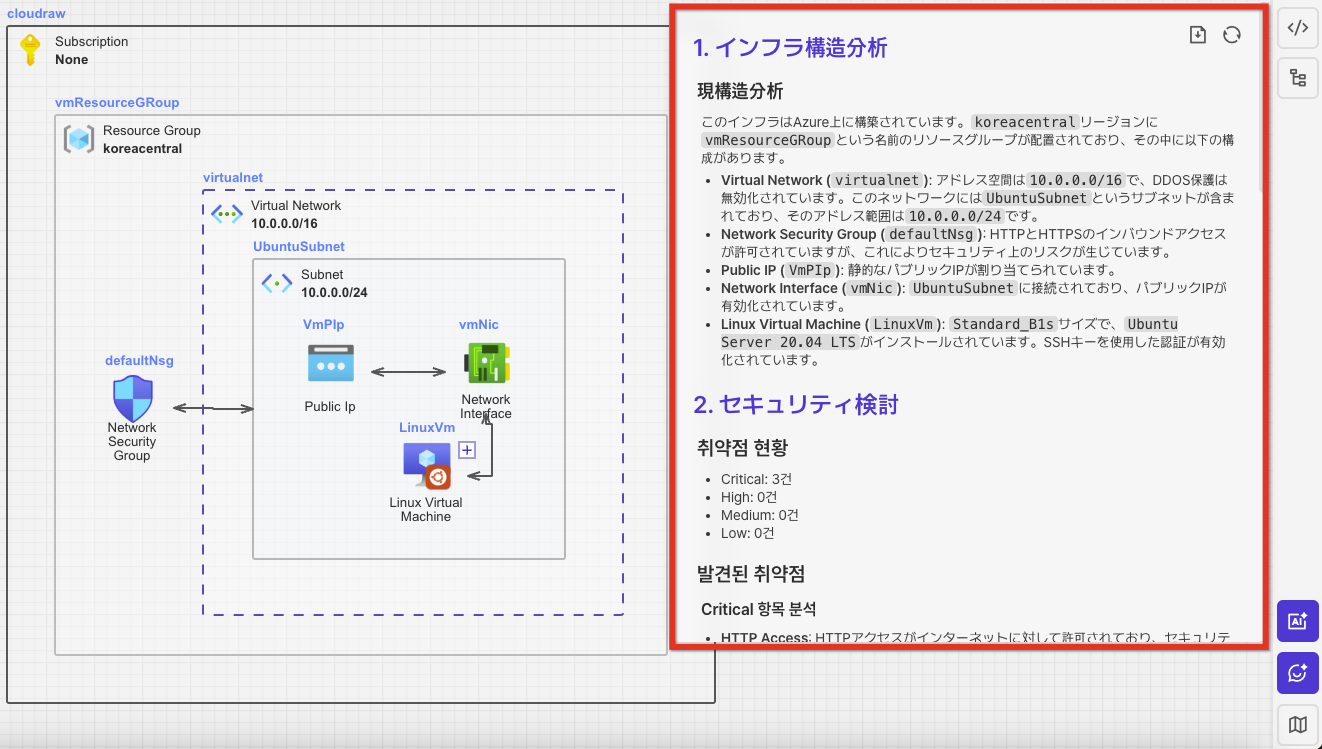 cloudraw
Subscription
None
vmResourceGRoup
Resource Group
koreacentral
virtualnet
Virtual Network
10.0.0.0/16
UbuntuSubnet
Subnet
10.0.0.0/24
VmPIp
vmNic
defaultNsg
Public Ip
Network
Interface
Network
Security
Group
LinuxVm
Linux Virtual
Machine
1. インフラ構造分析
現構造分析
このインフラはAzure上に構築されています。koreacentralリージョンに
vmResourceGRoupという名前のリソースグループが配置されており、その中に以下の構
成があります。
• Virtual Network (virtualnet): アドレス空間は10.0.0.0/16で、DDOS保護は
無効化されています。このネットワークにはUbuntuSubnetというサブネットが含ま
れており、そのアドレス範囲は10.0.0.0/24です。
• Network Security Group (defaultNsg): HTTPとHTTPSのインバウンドアクセス
が許可されていますが、これによりセキュリティ上のリスクが生じています。
• Public IP (VmPIp): 静的なパブリックIPが割り当てられています。
• Network Interface (vmNic): UbuntuSubnetに接続されており、パブリックIPが
有効化されています。
• Linux Virtual Machine (LinuxVm): Standard_B1sサイズで、Ubuntu
Server 20.04 LTSがインストールされています。SSHキーを使用した認証が有効
化されています。
2. セキュリティ検討
취약점 현황
• Critical: 3건
• High: 0건
• Medium: 0건
• Low: 0건
발견된 취약점
Critical 항목 분석
• HTTP Access: HTTPアクセスがインターネットに対して許可されており、セキュリテ
AI